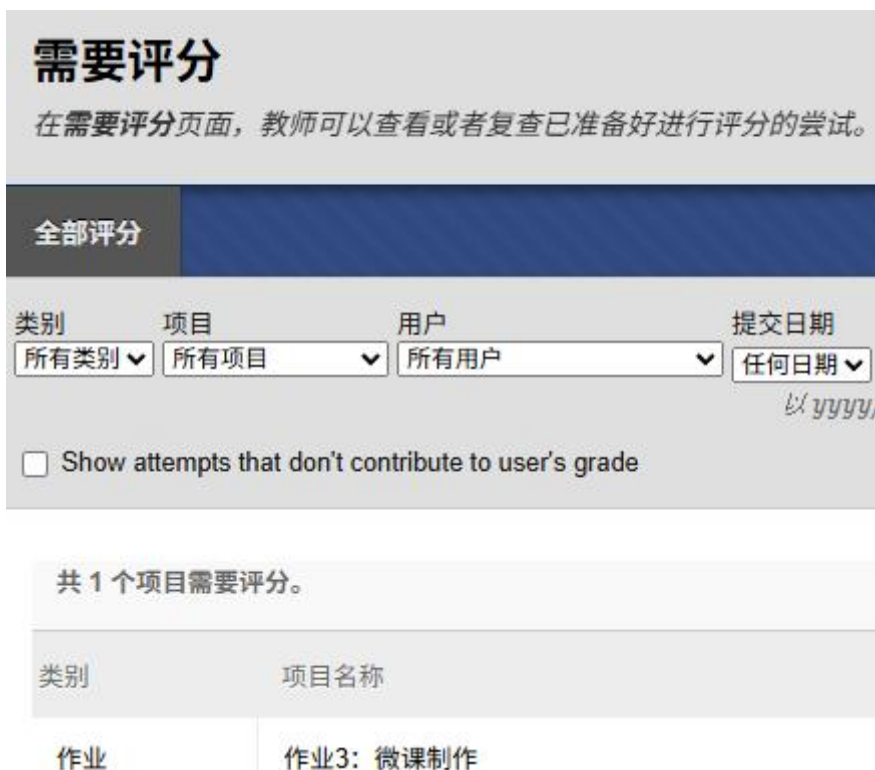 需要评分
在需要评分页面，教师可以查看或者复查已准备好进行评分的尝试。
全部评分
类别 项目 用户 提交日期
所有类别 所有项目 所有用户 任何日期
以 yyyy/
Show attempts that don't contribute to user's grade
共 1 个项目需要评分。
类别 项目名称
作业 作业3：微课制作